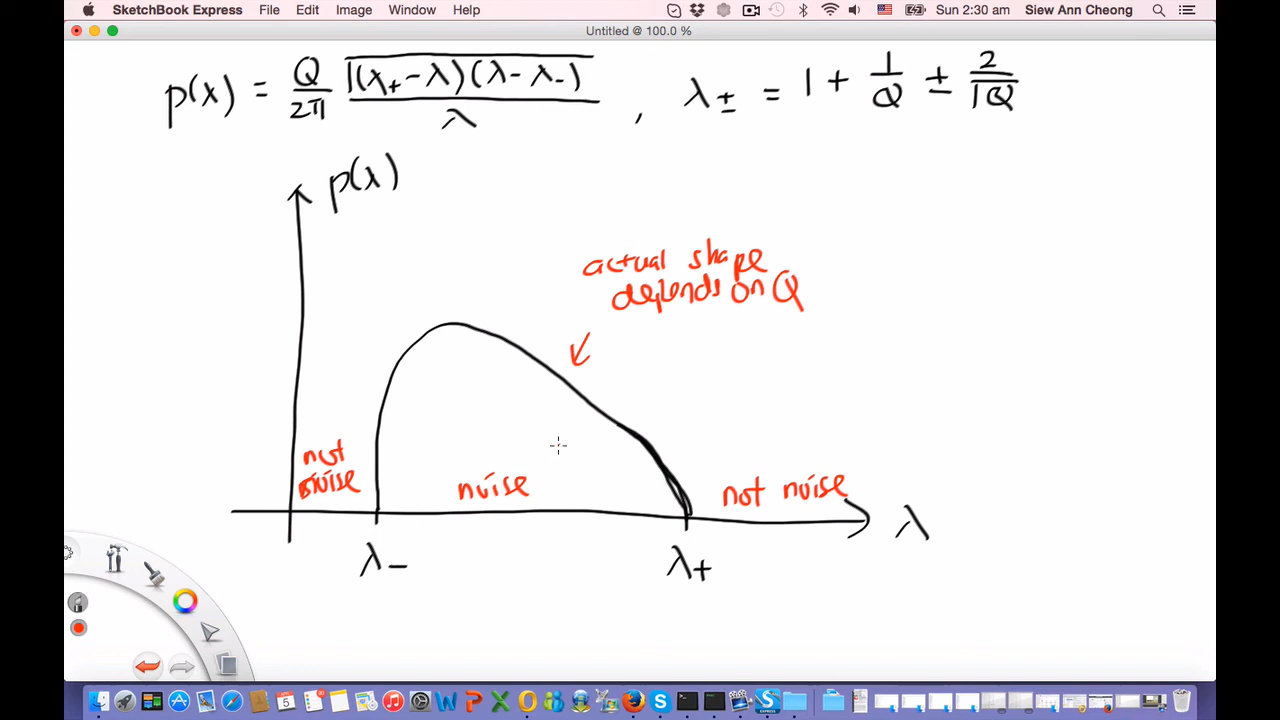 SketchBook Express File Edit Image Window Help Sun 2:30 am Siew Ann Cheong
Untitled @ 100.0 %
p(λ) = Q/2π √(λ+ − λ)(λ − λ−) / λ , λ± = 1 + 1/Q ± 2/√Q
p(λ)
actual shape
depends on Q
not
noise
noise
not noise
λ
λ−
λ+